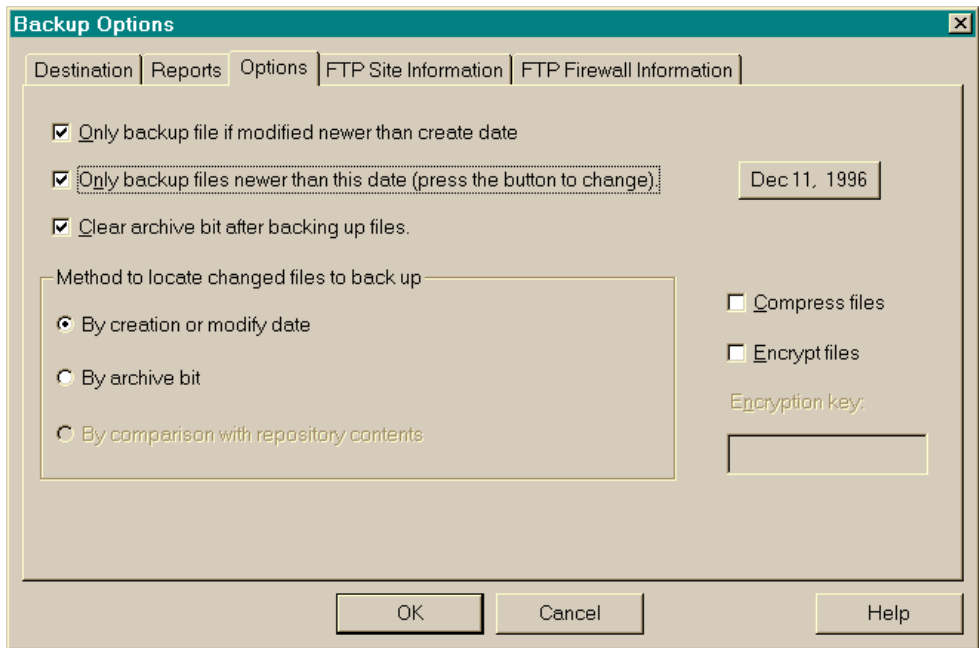 Backup Options
Destination
Reports
Options
FTP Site Information
FTP Firewall Information
Only backup file if modified newer than create date
Only backup files newer than this date (press the button to change).
Dec 11, 1996
Clear archive bit after backing up files.
Method to locate changed files to back up
By creation or modify date
By archive bit
By comparison with repository contents
Compress files
Encrypt files
Encryption key:
OK
Cancel
Help